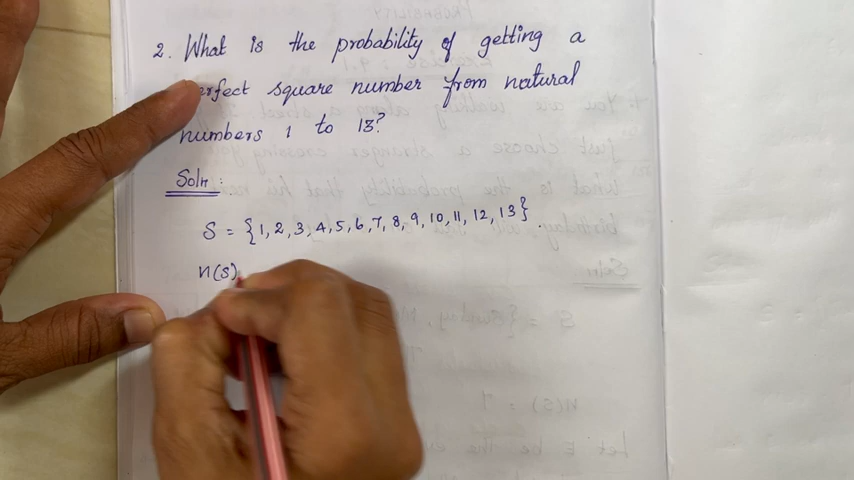 2. What is the probability of getting a
perfect square number from natural
numbers 1 to 13?
Soln:
S = {1, 2, 3, 4, 5, 6, 7, 8, 9, 10, 11, 12, 13}.
n(S)